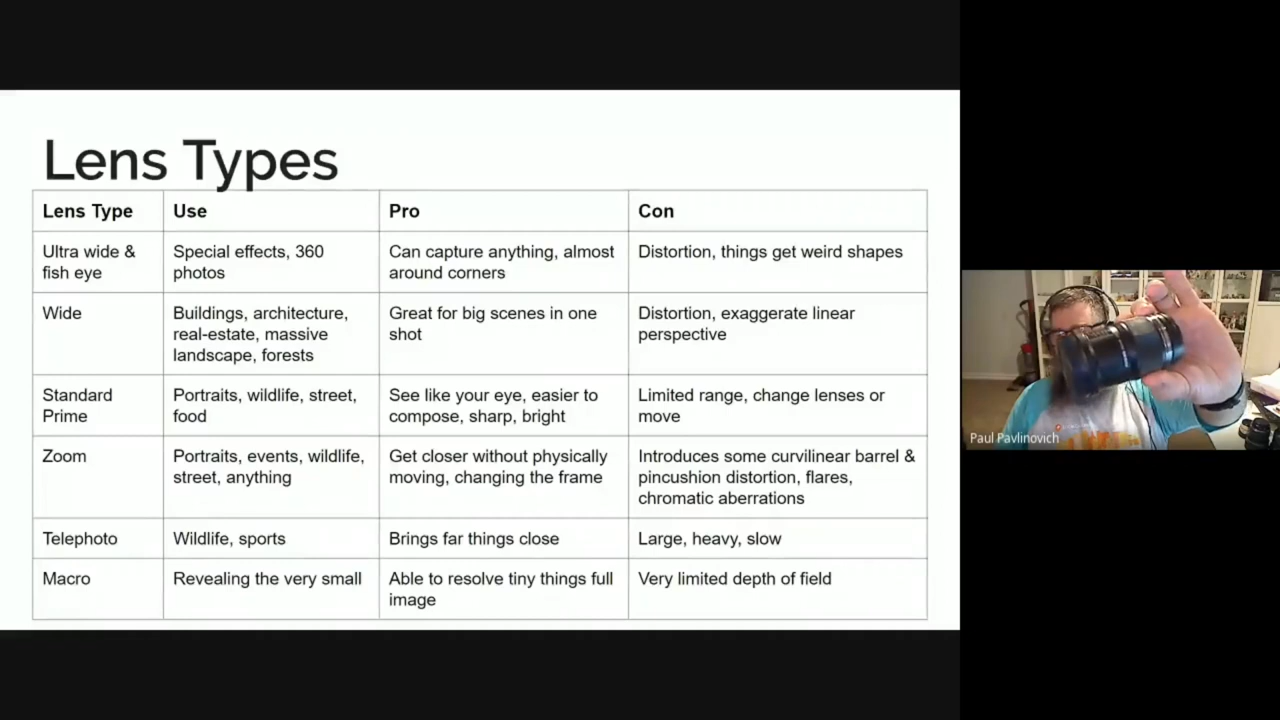 Lens Types
Lens Type Use Pro Con
Ultra wide & Special effects, 360 Can capture anything, almost Distortion, things get weird shapes
fish eye photos around corners
Wide Buildings, architecture, Great for big scenes in one Distortion, exaggerate linear
real-estate, massive shot perspective
landscape, forests
Standard Portraits, wildlife, street, See like your eye, easier to Limited range, change lenses or
Prime food compose, sharp, bright move
Zoom Portraits, events, wildlife, Get closer without physically Introduces some curvilinear barrel &
street, anything moving, changing the frame pincushion distortion, flares,
chromatic aberrations
Telephoto Wildlife, sports Brings far things close Large, heavy, slow
Macro Revealing the very small Able to resolve tiny things full Very limited depth of field
image
Paul Pavlinovich